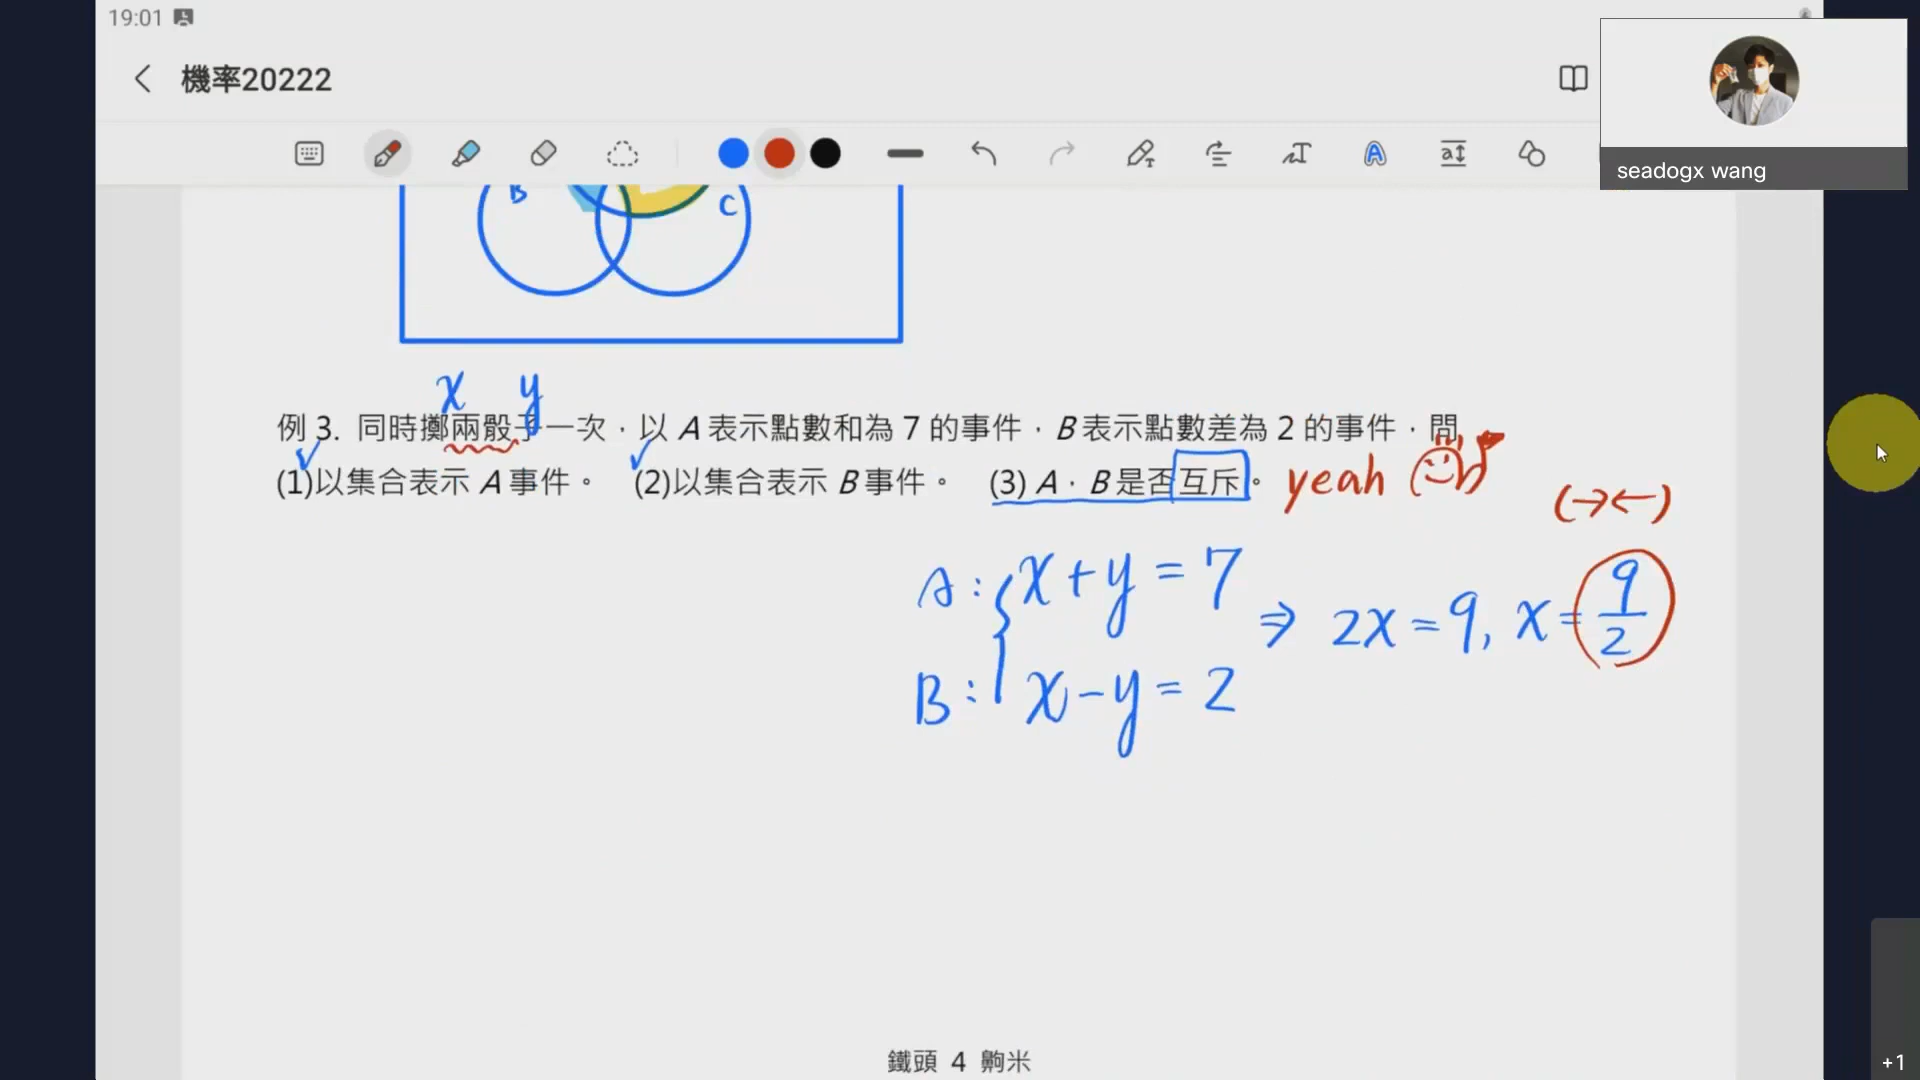 19:01
機率20222
seadogx wang
B
C
x y
例 3. 同時擲兩骰子一次，以 A 表示點數和為 7 的事件，B 表示點數差為 2 的事件，問
(1)以集合表示 A 事件。 (2)以集合表示 B 事件。 (3) A，B 是否互斥。 yeah
(→←)
A: x+y=7
⇒ 2x=9, x=9/2
B: x-y=2
鐵頭 4 齁米
+1